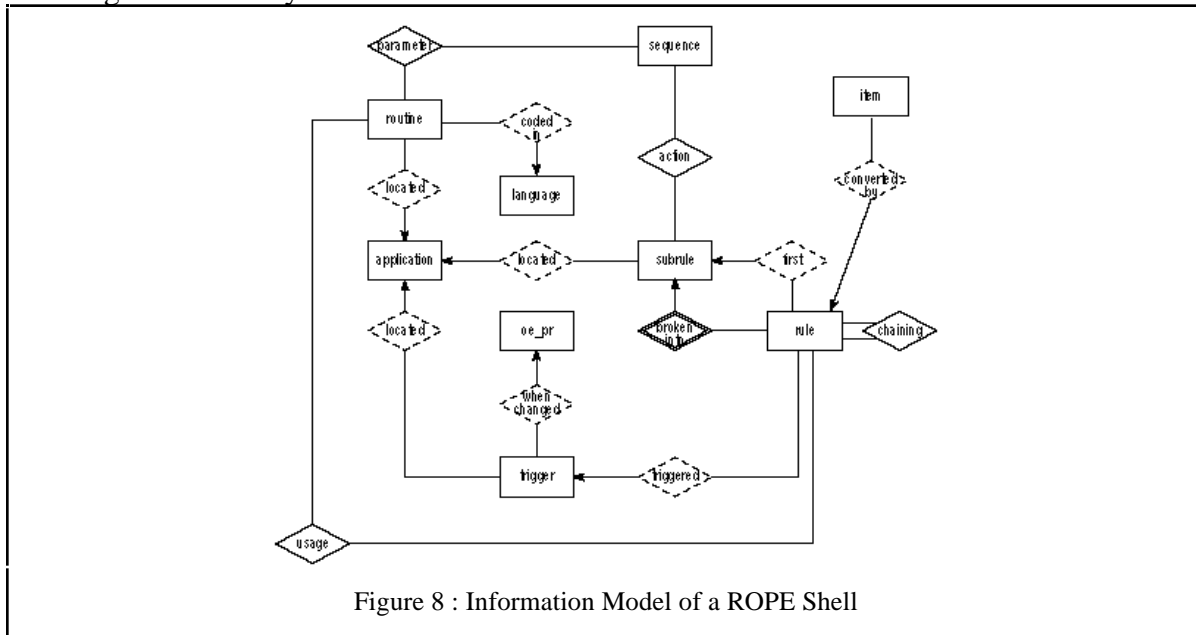 parameter
sequence
item
routine
coded
in
action
located
language
converted
by
application
located
subrule
first
located
oe_pr
broken
into
rule
chaining
when
changed
trigger
triggered
usage
Figure 8 : Information Model of a ROPE Shell